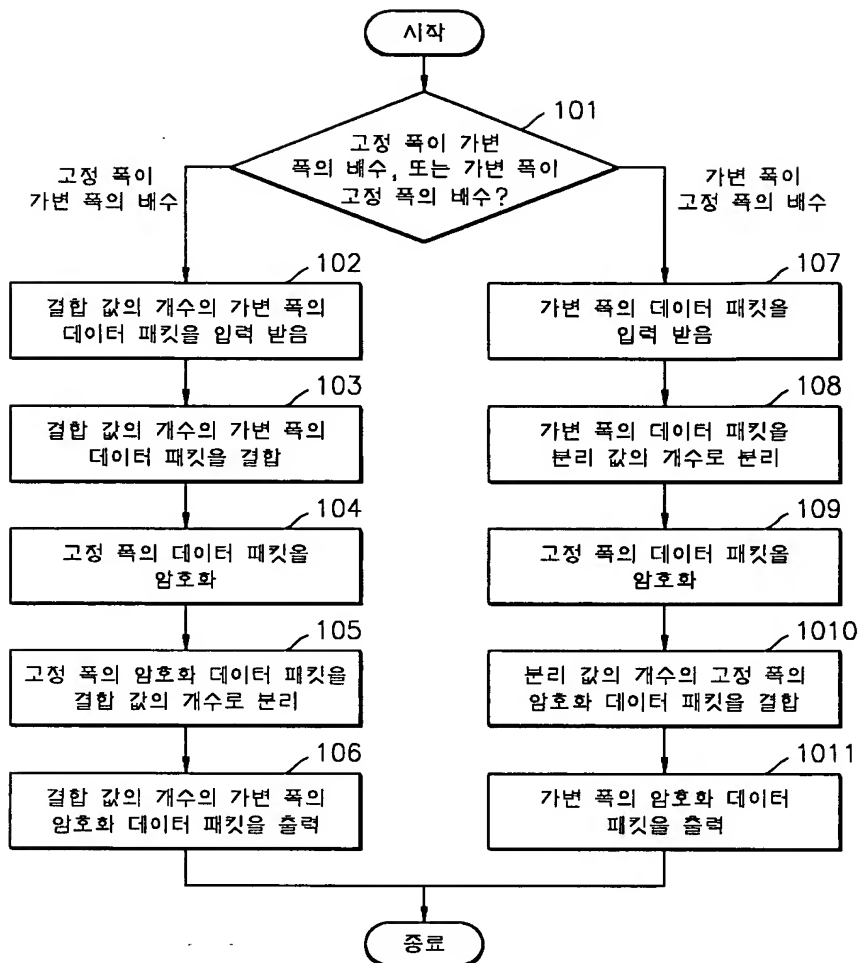 시작
101
고정 폭이 가변
폭의 배수, 또는 가변 폭이
고정 폭의 배수?
고정 폭이
가변 폭의 배수
가변 폭이
고정 폭의 배수
102
결합 값의 개수의 가변 폭의
데이터 패킷을 입력 받음
103
결합 값의 개수의 가변 폭의
데이터 패킷을 결합
104
고정 폭의 데이터 패킷을
암호화
105
고정 폭의 암호화 데이터 패킷을
결합 값의 개수로 분리
106
결합 값의 개수의 가변 폭의
암호화 데이터 패킷을 출력
107
가변 폭의 데이터 패킷을
입력 받음
108
가변 폭의 데이터 패킷을
분리 값의 개수로 분리
109
고정 폭의 데이터 패킷을
암호화
1010
분리 값의 개수의 고정 폭의
암호화 데이터 패킷을 결합
1011
가변 폭의 암호화 데이터
패킷을 출력
종료